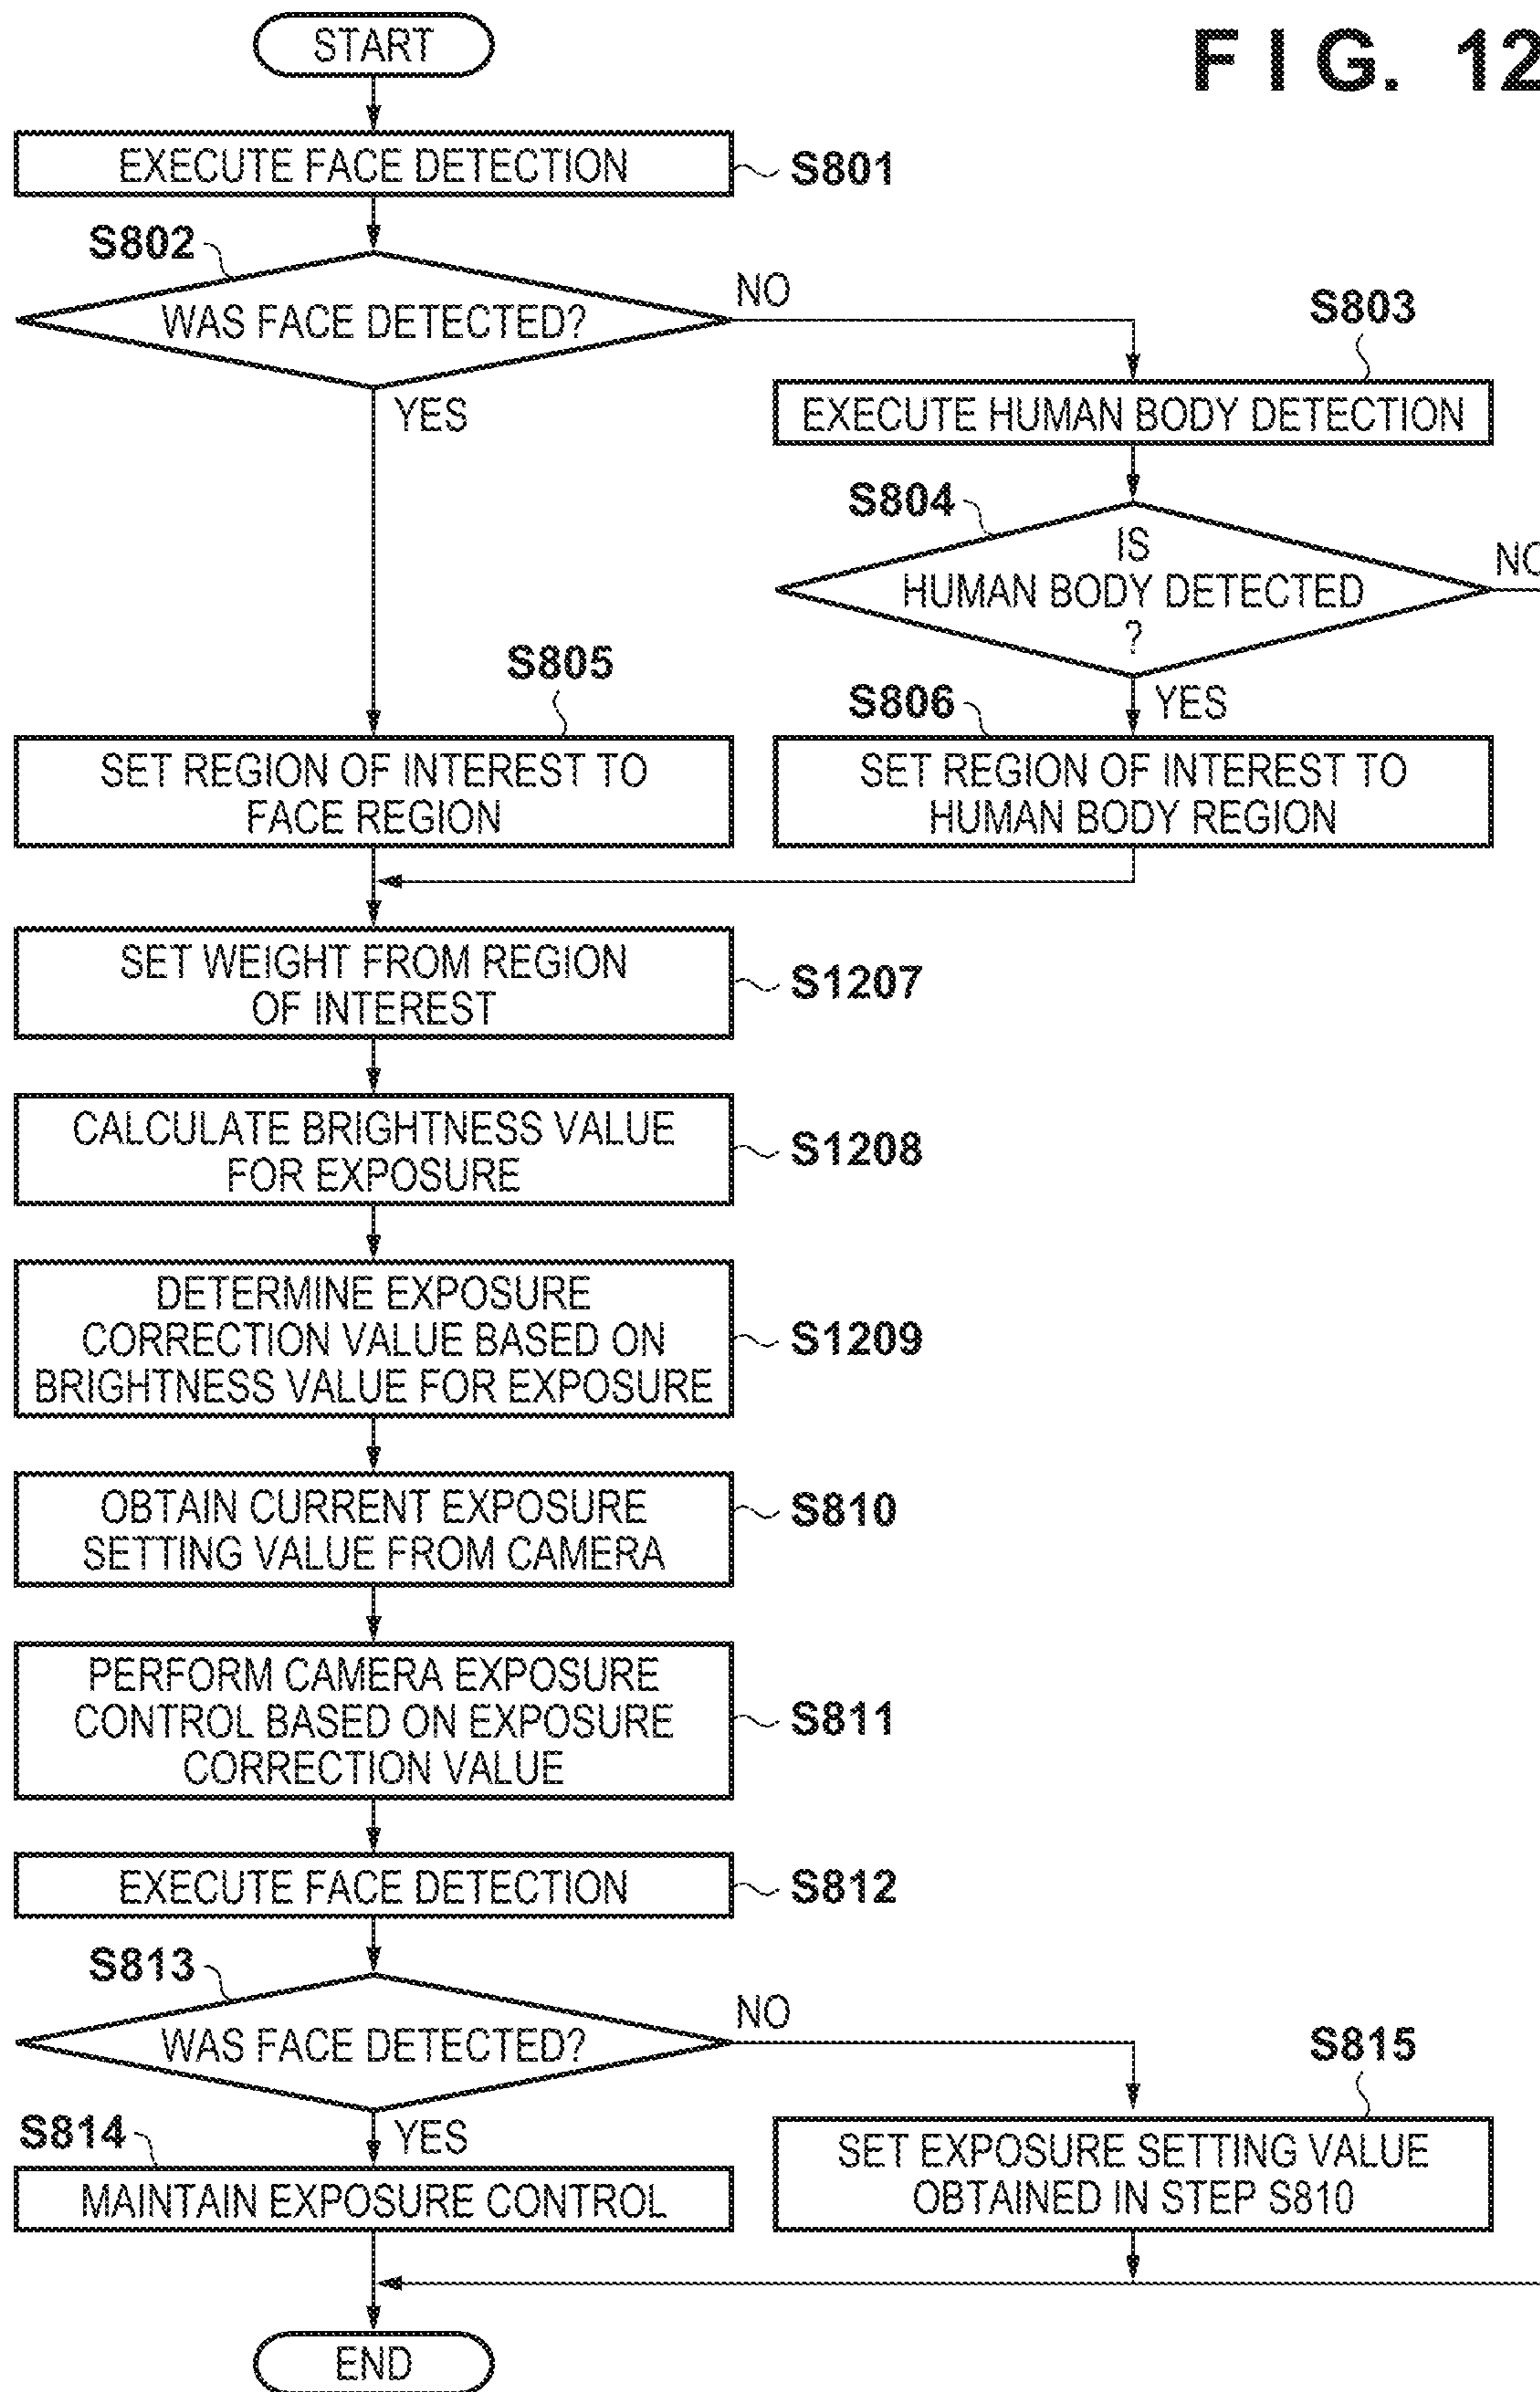 FIG. 12
START
EXECUTE FACE DETECTION
S801
S802
WAS FACE DETECTED?
NO
YES
S803
EXECUTE HUMAN BODY DETECTION
S804
IS
HUMAN BODY DETECTED
?
NO
YES
S805
SET REGION OF INTEREST TO
FACE REGION
S806
SET REGION OF INTEREST TO
HUMAN BODY REGION
SET WEIGHT FROM REGION
OF INTEREST
S1207
CALCULATE BRIGHTNESS VALUE
FOR EXPOSURE
S1208
DETERMINE EXPOSURE
CORRECTION VALUE BASED ON
BRIGHTNESS VALUE FOR EXPOSURE
S1209
OBTAIN CURRENT EXPOSURE
SETTING VALUE FROM CAMERA
S810
PERFORM CAMERA EXPOSURE
CONTROL BASED ON EXPOSURE
CORRECTION VALUE
S811
EXECUTE FACE DETECTION
S812
S813
WAS FACE DETECTED?
NO
YES
S814
MAINTAIN EXPOSURE CONTROL
S815
SET EXPOSURE SETTING VALUE
OBTAINED IN STEP S810
END